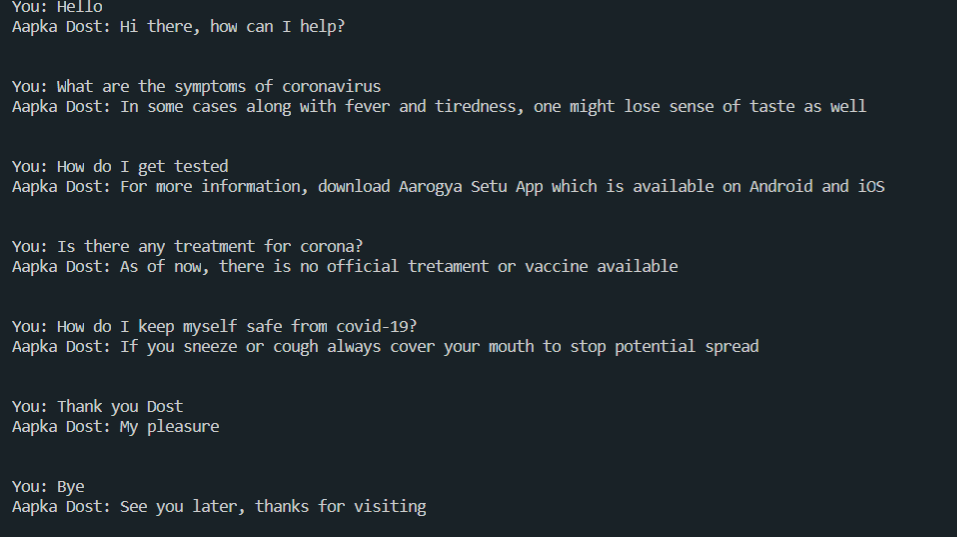 You: Hello
Aapka Dost: Hi there, how can I help?
You: What are the symptoms of coronavirus
Aapka Dost: In some cases along with fever and tiredness, one might lose sense of taste as well
You: How do I get tested
Aapka Dost: For more information, download Aarogya Setu App which is available on Android and iOS
You: Is there any treatment for corona?
Aapka Dost: As of now, there is no official tretament or vaccine available
You: How do I keep myself safe from covid-19?
Aapka Dost: If you sneeze or cough always cover your mouth to stop potential spread
You: Thank you Dost
Aapka Dost: My pleasure
You: Bye
Aapka Dost: See you later, thanks for visiting